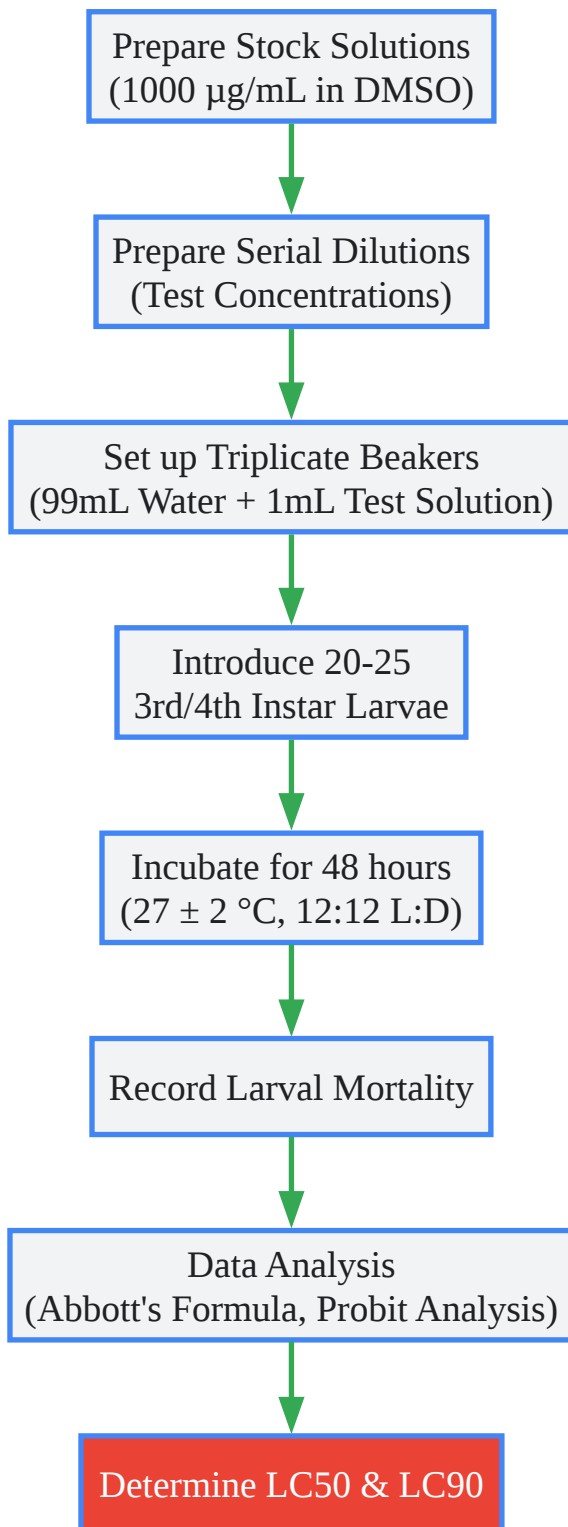 Prepare Stock Solutions
(1000 µg/mL in DMSO)
Prepare Serial Dilutions
(Test Concentrations)
Set up Triplicate Beakers
(99mL Water + 1mL Test Solution)
Introduce 20-25
3rd/4th Instar Larvae
Incubate for 48 hours
(27 ± 2 °C, 12:12 L:D)
Record Larval Mortality
Data Analysis
(Abbott's Formula, Probit Analysis)
Determine LC50 & LC90